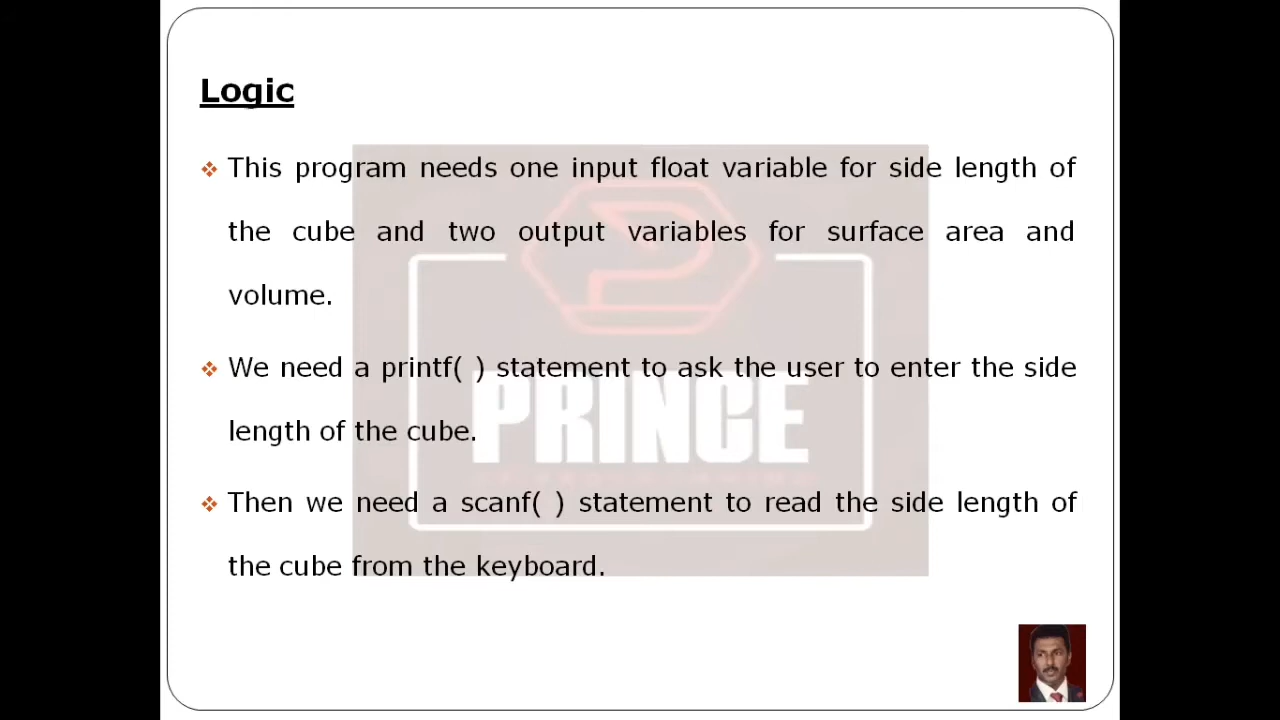 Logic
This program needs one input float variable for side length of
the cube and two output variables for surface area and
volume.
We need a printf( ) statement to ask the user to enter the side
length of the cube.
Then we need a scanf( ) statement to read the side length of
the cube from the keyboard.
PRINCE